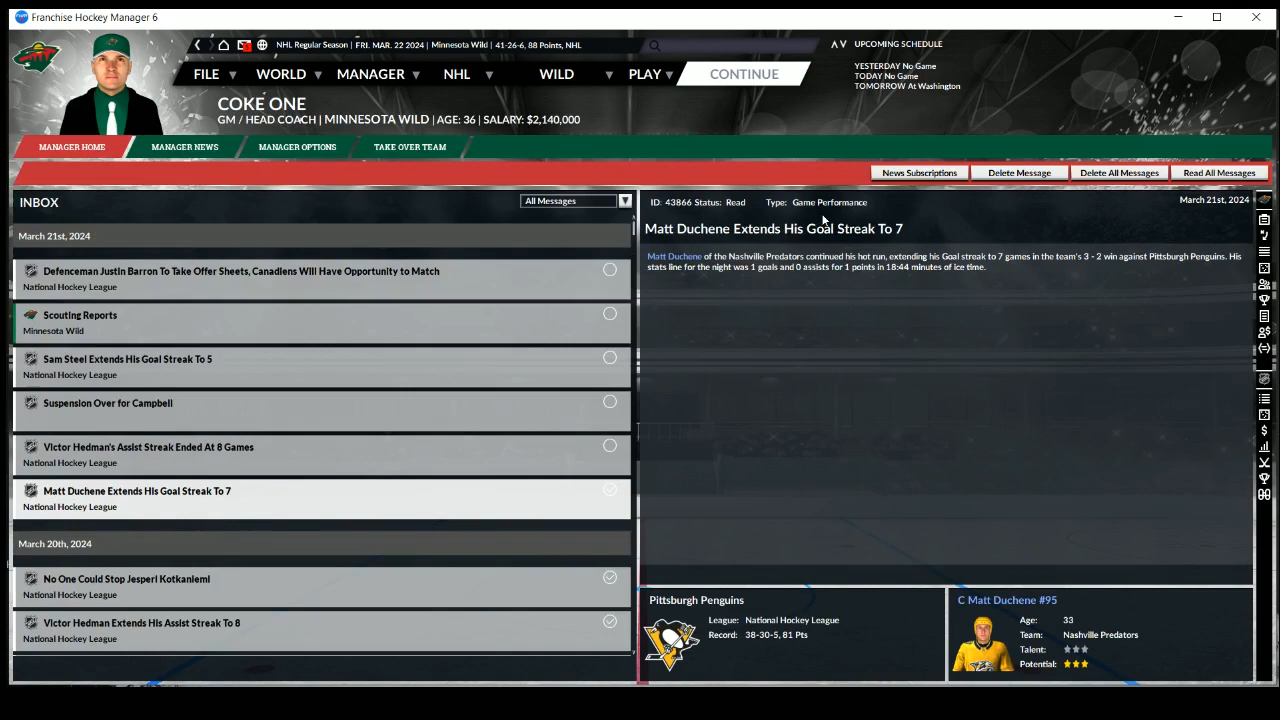 Franchise Hockey Manager 6
NHL Regular Season | FRI. MAR. 22 2024 | Minnesota Wild | 41-26-6, 88 Points, NHL
UPCOMING SCHEDULE
YESTERDAY No Game
TODAY No Game
TOMORROW At Washington
FILE WORLD MANAGER NHL WILD PLAY CONTINUE
COKE ONE
GM / HEAD COACH | MINNESOTA WILD | AGE: 36 | SALARY: $2,140,000
MANAGER HOME MANAGER NEWS MANAGER OPTIONS TAKE OVER TEAM
News Subscriptions Delete Message Delete All Messages Read All Messages
INBOX All Messages
March 21st, 2024
Defenceman Justin Barron To Take Offer Sheets, Canadiens Will Have Opportunity to Match
National Hockey League
Scouting Reports
Minnesota Wild
Sam Steel Extends His Goal Streak To 5
National Hockey League
Suspension Over for Campbell
Victor Hedman's Assist Streak Ended At 8 Games
National Hockey League
Matt Duchene Extends His Goal Streak To 7
National Hockey League
March 20th, 2024
No One Could Stop Jesperi Kotkaniemi
National Hockey League
Victor Hedman Extends His Assist Streak To 8
National Hockey League
ID: 43866 Status: Read Type: Game Performance March 21st, 2024
Matt Duchene Extends His Goal Streak To 7
Matt Duchene of the Nashville Predators continued his hot run, extending his Goal streak to 7 games in the team's 3 - 2 win against Pittsburgh Penguins. His
stats line for the night was 1 goals and 0 assists for 1 points in 18:44 minutes of ice time.
Pittsburgh Penguins
League: National Hockey League
Record: 38-30-5, 81 Pts
C Matt Duchene #95
Age: 33
Team: Nashville Predators
Talent:
Potential: